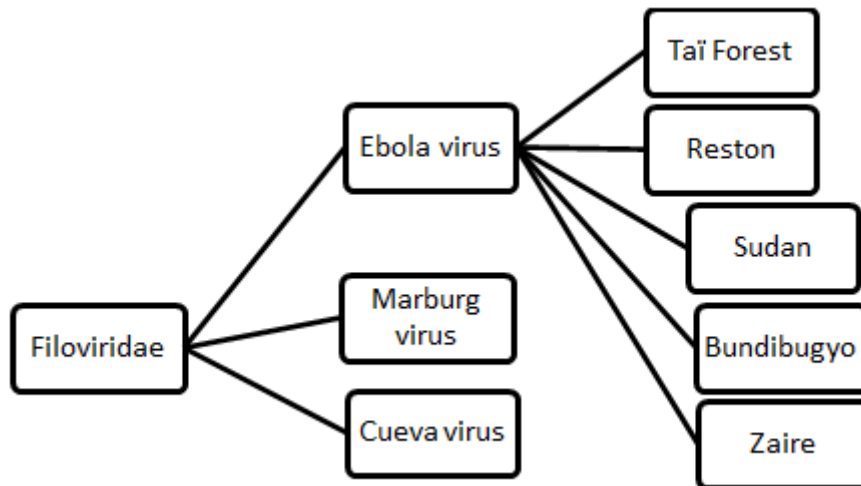 Taï Forest
Ebola virus
Reston
Sudan
Marburg
virus
Filoviridae
Bundibugyo
Cueva virus
Zaire